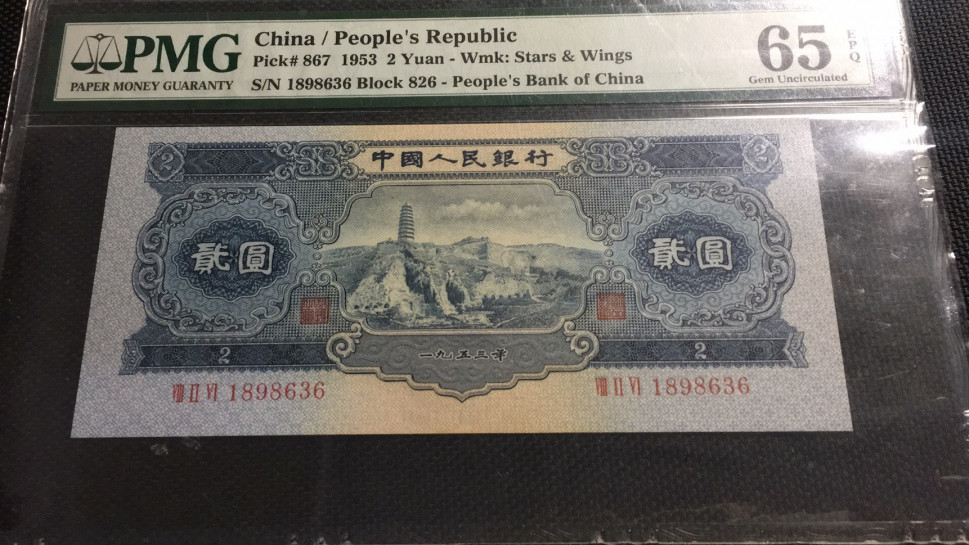 PMG
PAPER MONEY GUARANTY
China / People's Republic
Pick# 867 1953 2 Yuan - Wmk: Stars & Wings
S/N 1898636 Block 826 - People's Bank of China
65 EPQ
Gem Uncirculated
2 中國人民銀行 2
貳圓 貳圓
2 一九五三年 2
VIII II VI 1898636 VIII II VI 1898636